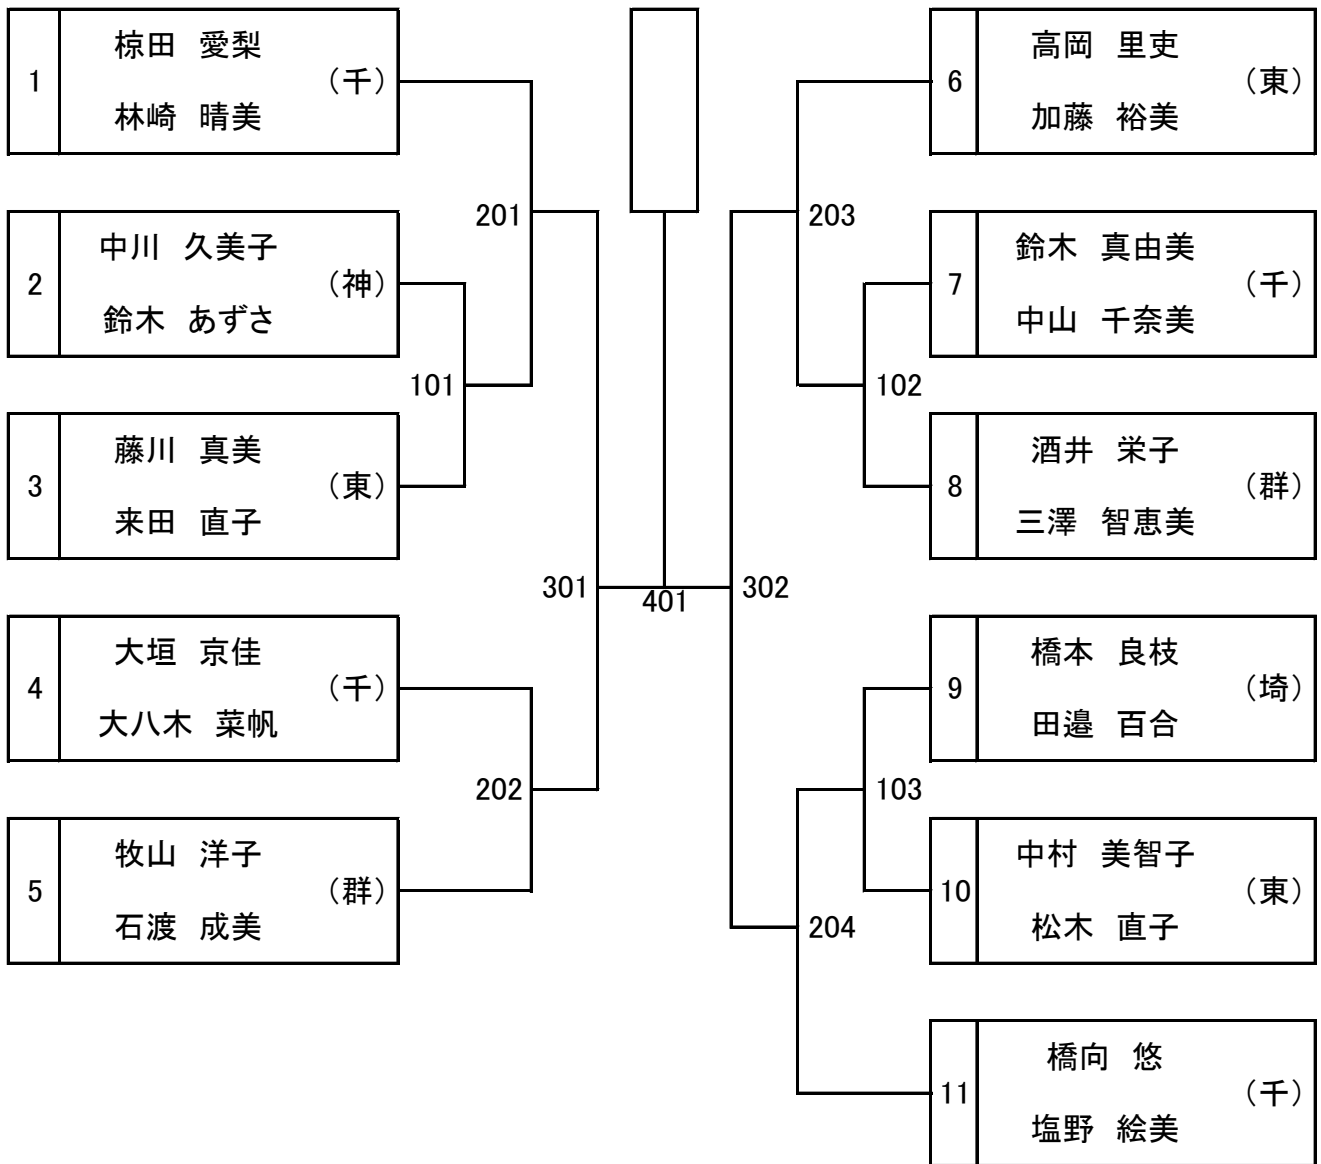 1
椋田 愛梨
林崎 晴美
(千)
2
中川 久美子
鈴木 あずさ
(神)
3
藤川 真美
来田 直子
(東)
4
大垣 京佳
大八木 菜帆
(千)
5
牧山 洋子
石渡 成美
(群)
101
201
202
301
401
302
203
102
103
204
6
高岡 里吏
加藤 裕美
(東)
7
鈴木 真由美
中山 千奈美
(千)
8
酒井 栄子
三澤 智恵美
(群)
9
橋本 良枝
田邉 百合
(埼)
10
中村 美智子
松木 直子
(東)
11
橋向 悠
塩野 絵美
(千)